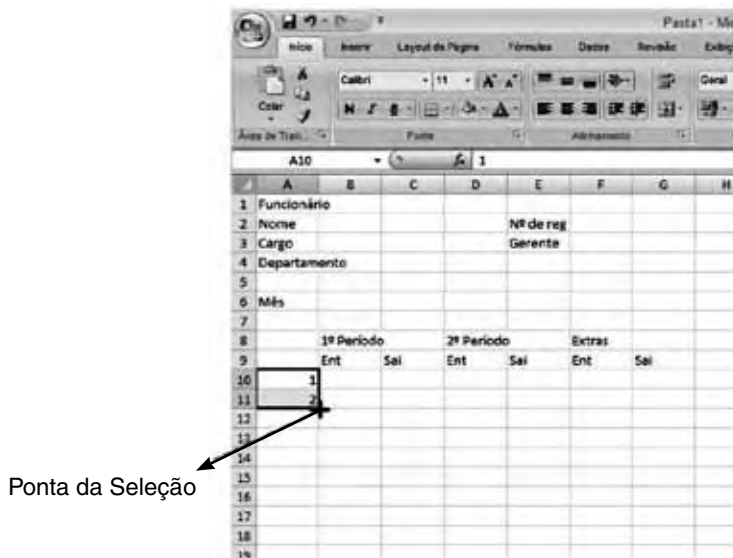 Pasta1 - Mi
Início Inserir Layout da Página Fórmulas Dados Revisão Exibiç
Calibri 11 Geral
Colar N I
Área de Tran... Fonte Alinhamento
A10 fx 1
A B C D E F G H
1 Funcionário
2 Nome Nº de reg
3 Cargo Gerente
4 Departamento
5
6 Mês
7
8 1º Período 2º Período Extras
9 Ent Sai Ent Sai Ent Sai
10 1
11 2
12
13
14
15
16
17
18
19
Ponta da Seleção